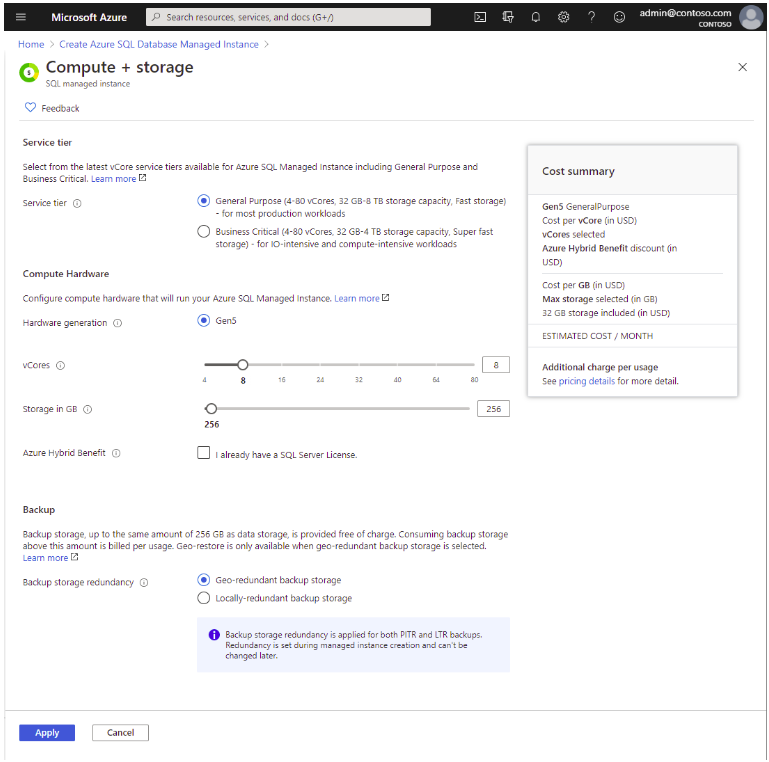 Microsoft Azure
Search resources, services, and docs (G+/)
admin@contoso.com
CONTOSO
Home > Create Azure SQL Database Managed Instance >
Compute + storage
SQL managed instance
Feedback
Service tier
Select from the latest vCore service tiers available for Azure SQL Managed Instance including General Purpose and
Business Critical. Learn more
Service tier
General Purpose (4-80 vCores, 32 GB-8 TB storage capacity, Fast storage)
- for most production workloads
Business Critical (4-80 vCores, 32 GB-4 TB storage capacity, Super fast
storage) - for IO-intensive and compute-intensive workloads
Compute Hardware
Configure compute hardware that will run your Azure SQL Managed Instance. Learn more
Hardware generation
Gen5
vCores
8
4 8 16 24 32 40 64 80
Storage in GB
256
256
Azure Hybrid Benefit
I already have a SQL Server License.
Backup
Backup storage, up to the same amount of 256 GB as data storage, is provided free of charge. Consuming backup storage
above this amount is billed per usage. Geo-restore is only available when geo-redundant backup storage is selected.
Learn more
Backup storage redundancy
Geo-redundant backup storage
Locally-redundant backup storage
Backup storage redundancy is applied for both PITR and LTR backups.
Redundancy is set during managed instance creation and can't be
changed later.
Cost summary
Gen5 GeneralPurpose
Cost per vCore (in USD)
vCores selected
Azure Hybrid Benefit discount (in
USD)
Cost per GB (in USD)
Max storage selected (in GB)
32 GB storage included (in USD)
ESTIMATED COST / MONTH
Additional charge per usage
See pricing details for more detail.
Apply
Cancel